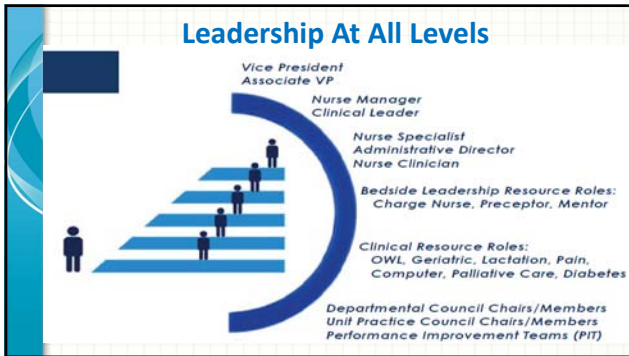 Leadership At All Levels
Vice President
Associate VP
Nurse Manager
Clinical Leader
Nurse Specialist
Administrative Director
Nurse Clinician
Bedside Leadership Resource Roles:
Charge Nurse, Preceptor, Mentor
Clinical Resource Roles:
OWL, Geriatric, Lactation, Pain,
Computer, Palliative Care, Diabetes
Departmental Council Chairs/Members
Unit Practice Council Chairs/Members
Performance Improvement Teams (PIT)